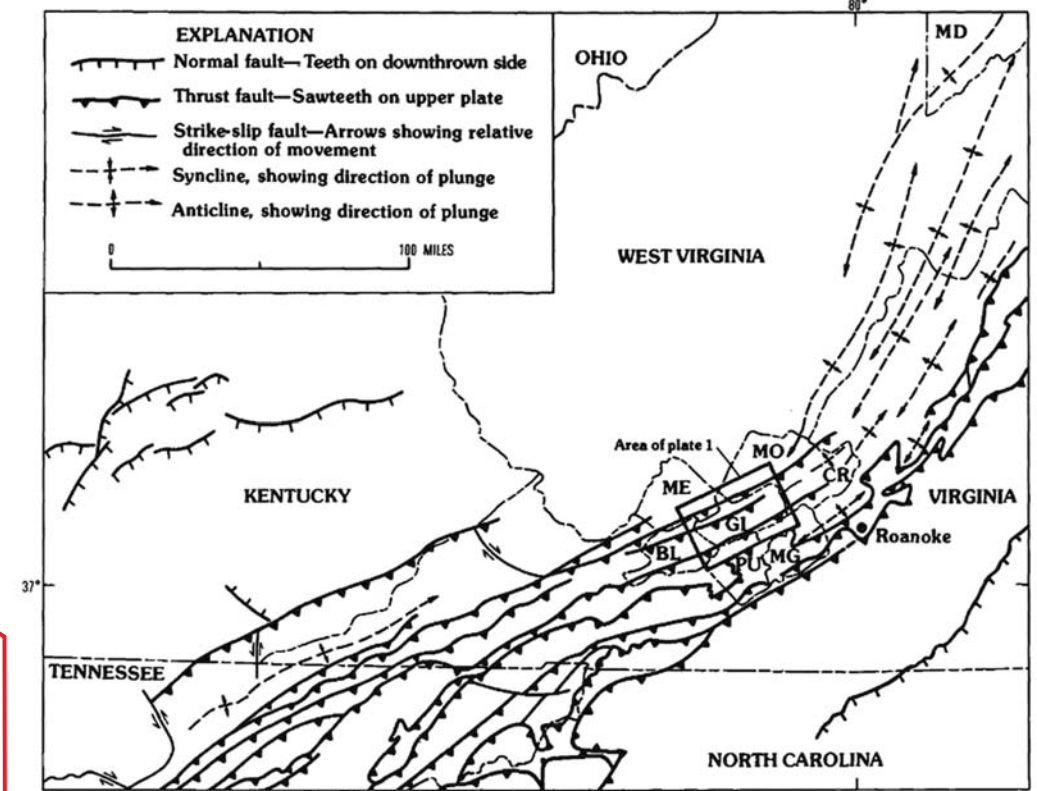 80°
MD
EXPLANATION
Normal fault—Teeth on downthrown side
Thrust fault—Sawteeth on upper plate
Strike-slip fault—Arrows showing relative
direction of movement
Syncline, showing direction of plunge
Anticline, showing direction of plunge
0 100 MILES
OHIO
WEST VIRGINIA
Area of plate 1
MO
ME
CR
KENTUCKY
VIRGINIA
GI
Roanoke
BL
PU
MG
37°
TENNESSEE
NORTH CAROLINA